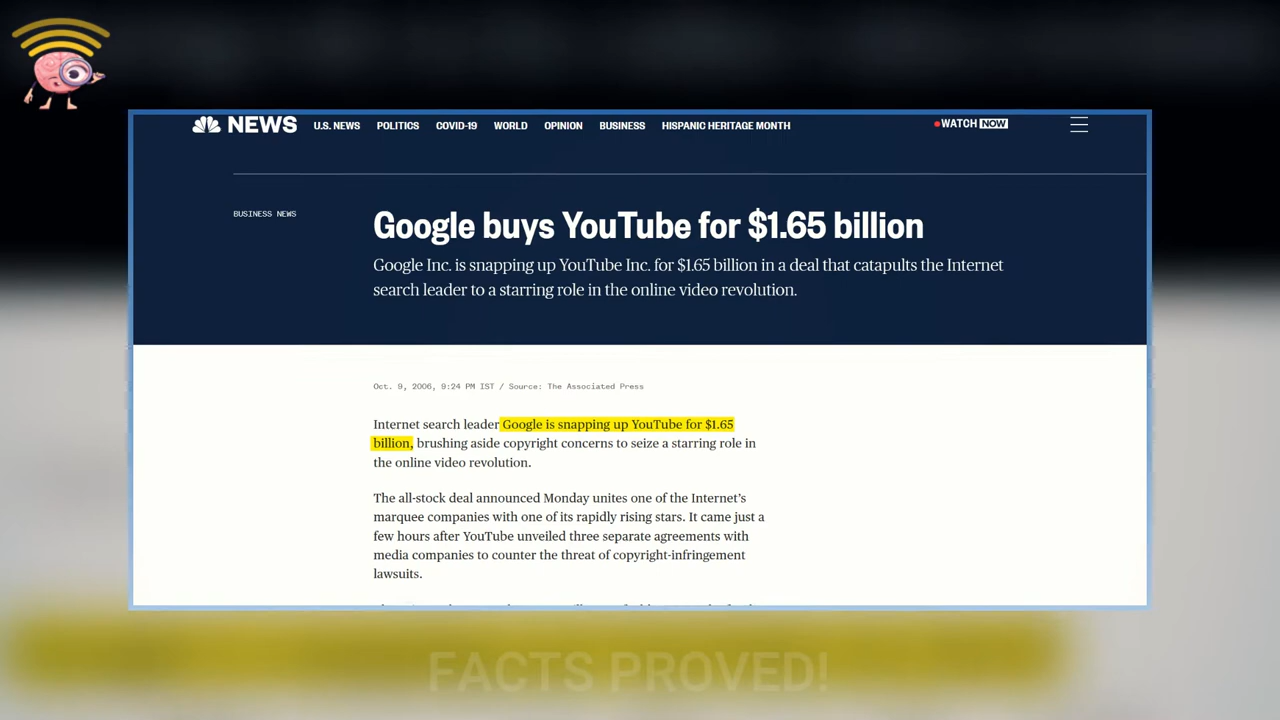 NEWS U.S. NEWS POLITICS COVID-19 WORLD OPINION BUSINESS HISPANIC HERITAGE MONTH WATCH NOW
BUSINESS NEWS
Google buys YouTube for $1.65 billion
Google Inc. is snapping up YouTube Inc. for $1.65 billion in a deal that catapults the Internet
search leader to a starring role in the online video revolution.
Oct. 9, 2006, 9:24 PM IST / Source: The Associated Press
Internet search leader Google is snapping up YouTube for $1.65
billion, brushing aside copyright concerns to seize a starring role in
the online video revolution.
The all-stock deal announced Monday unites one of the Internet's
marquee companies with one of its rapidly rising stars. It came just a
few hours after YouTube unveiled three separate agreements with
media companies to counter the threat of copyright-infringement
lawsuits.
FACTS PROVED!